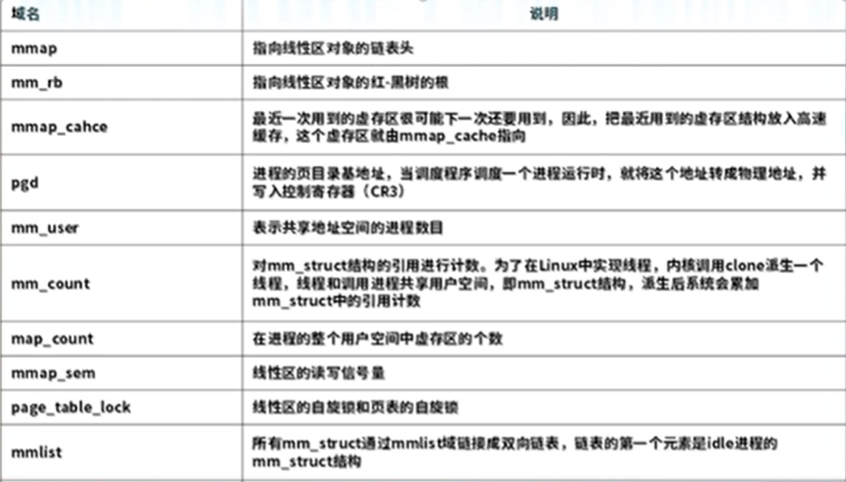 域名 说明
mmap 指向线性区对象的链表头
mm_rb 指向线性区对象的红-黑树的根
mmap_cahce 最近一次用到的虚存区很可能下一次还要用到，因此，把最近用到的虚存区结构放入高速
缓存，这个虚存区就由mmap_cache指向
pgd 进程的页目录基地址，当调度程序调度一个进程运行时，就将这个地址转成物理地址，并
写入控制寄存器（CR3）
mm_user 表示共享地址空间的进程数目
mm_count 对mm_struct结构的引用进行计数。为了在Linux中实现线程，内核调用clone派生一个
线程，线程和调用进程共享用户空间，即mm_struct结构，派生后系统会累加
mm_struct中的引用计数
map_count 在进程的整个用户空间中虚存区的个数
mmap_sem 线性区的读写信号量
page_table_lock 线性区的自旋锁和页表的自旋锁
mmlist 所有mm_struct通过mmlist域链接成双向链表，链表的第一个元素是idle进程的
mm_struct结构